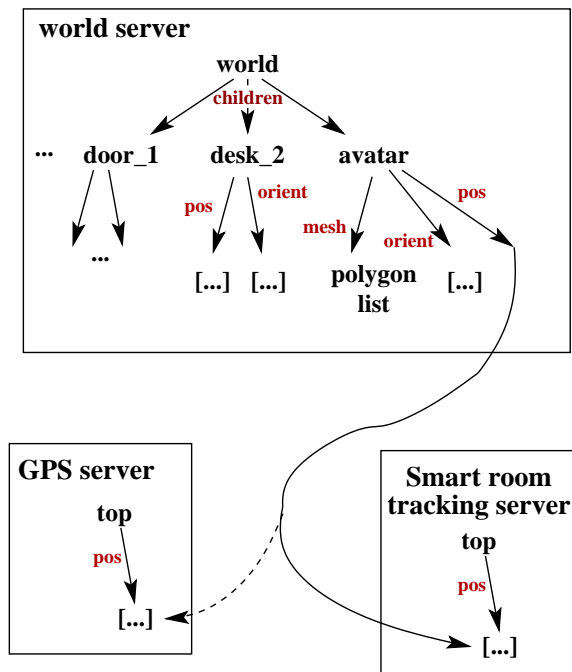 world server
world
children
... door_1 desk_2 avatar
pos orient mesh orient pos
...
[...] [...] polygon list [...]
GPS server
top
pos
[...]
Smart room
tracking server
top
pos
[...]